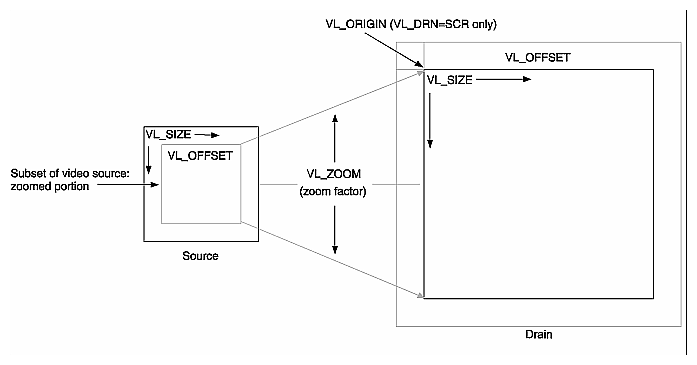 VL_ORIGIN (VL_DRN=SCR only)
VL_OFFSET
VL_SIZE
VL_SIZE
VL_OFFSET
Subset of video source:
zoomed portion
VL_ZOOM
(zoom factor)
Source
Drain